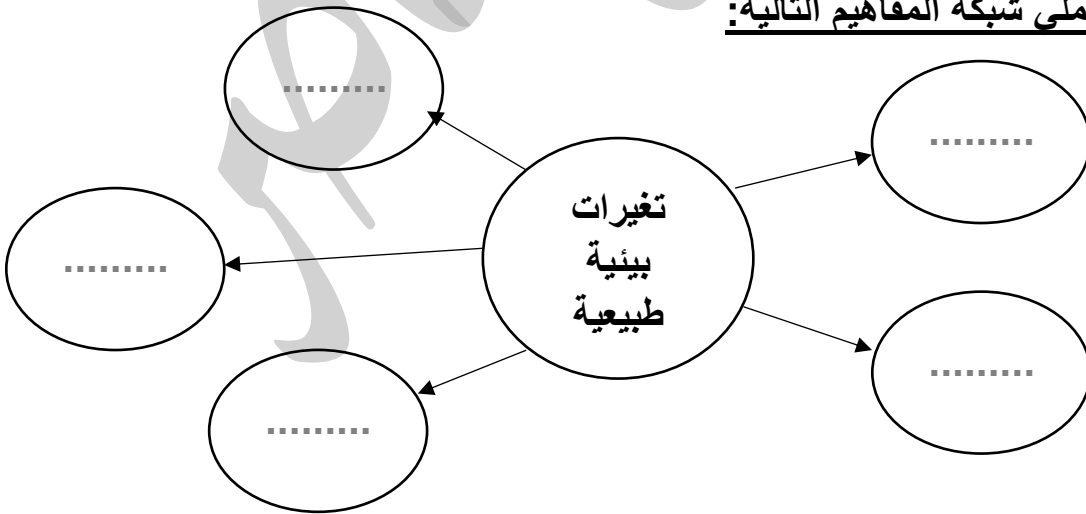 ملي شبكة المفاهيم التالية:
.........
.........
تغيرات
بيئية
طبيعية
.........
.........
.........